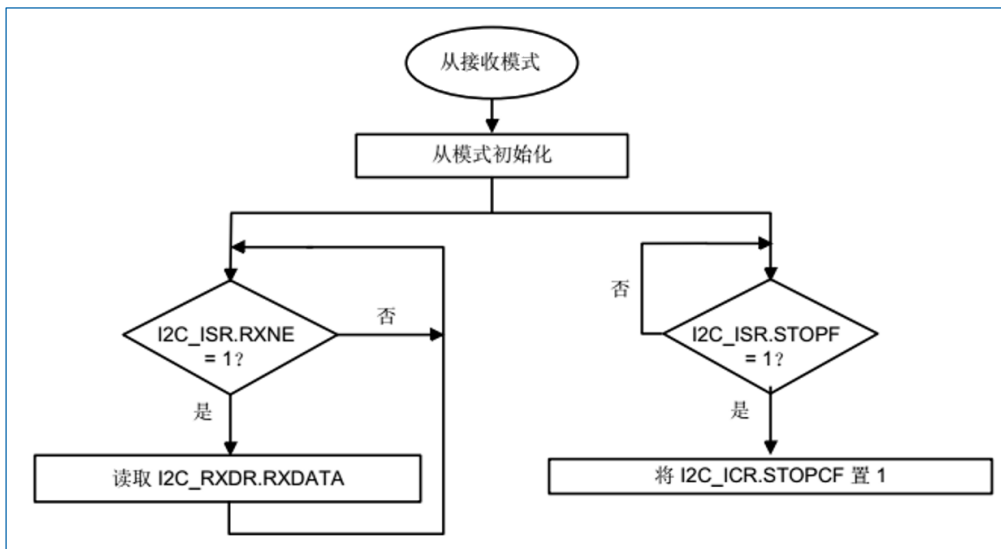 从接收模式
从模式初始化
I2C_ISR.RXNE
= 1?
否
是
读取 I2C_RXDR.RXDATA
否
I2C_ISR.STOPF
= 1?
是
将 I2C_ICR.STOPCF 置 1